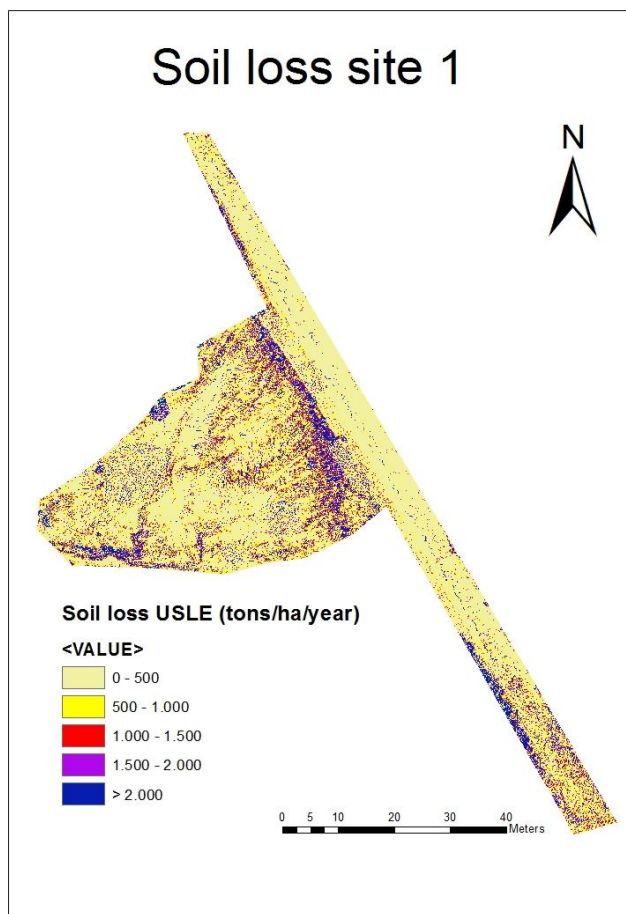 Soil loss site 1
N
Soil loss USLE (tons/ha/year)
<VALUE>
0 - 500
500 - 1.000
1.000 - 1.500
1.500 - 2.000
> 2.000
0 5 10 20 30 40
Meters